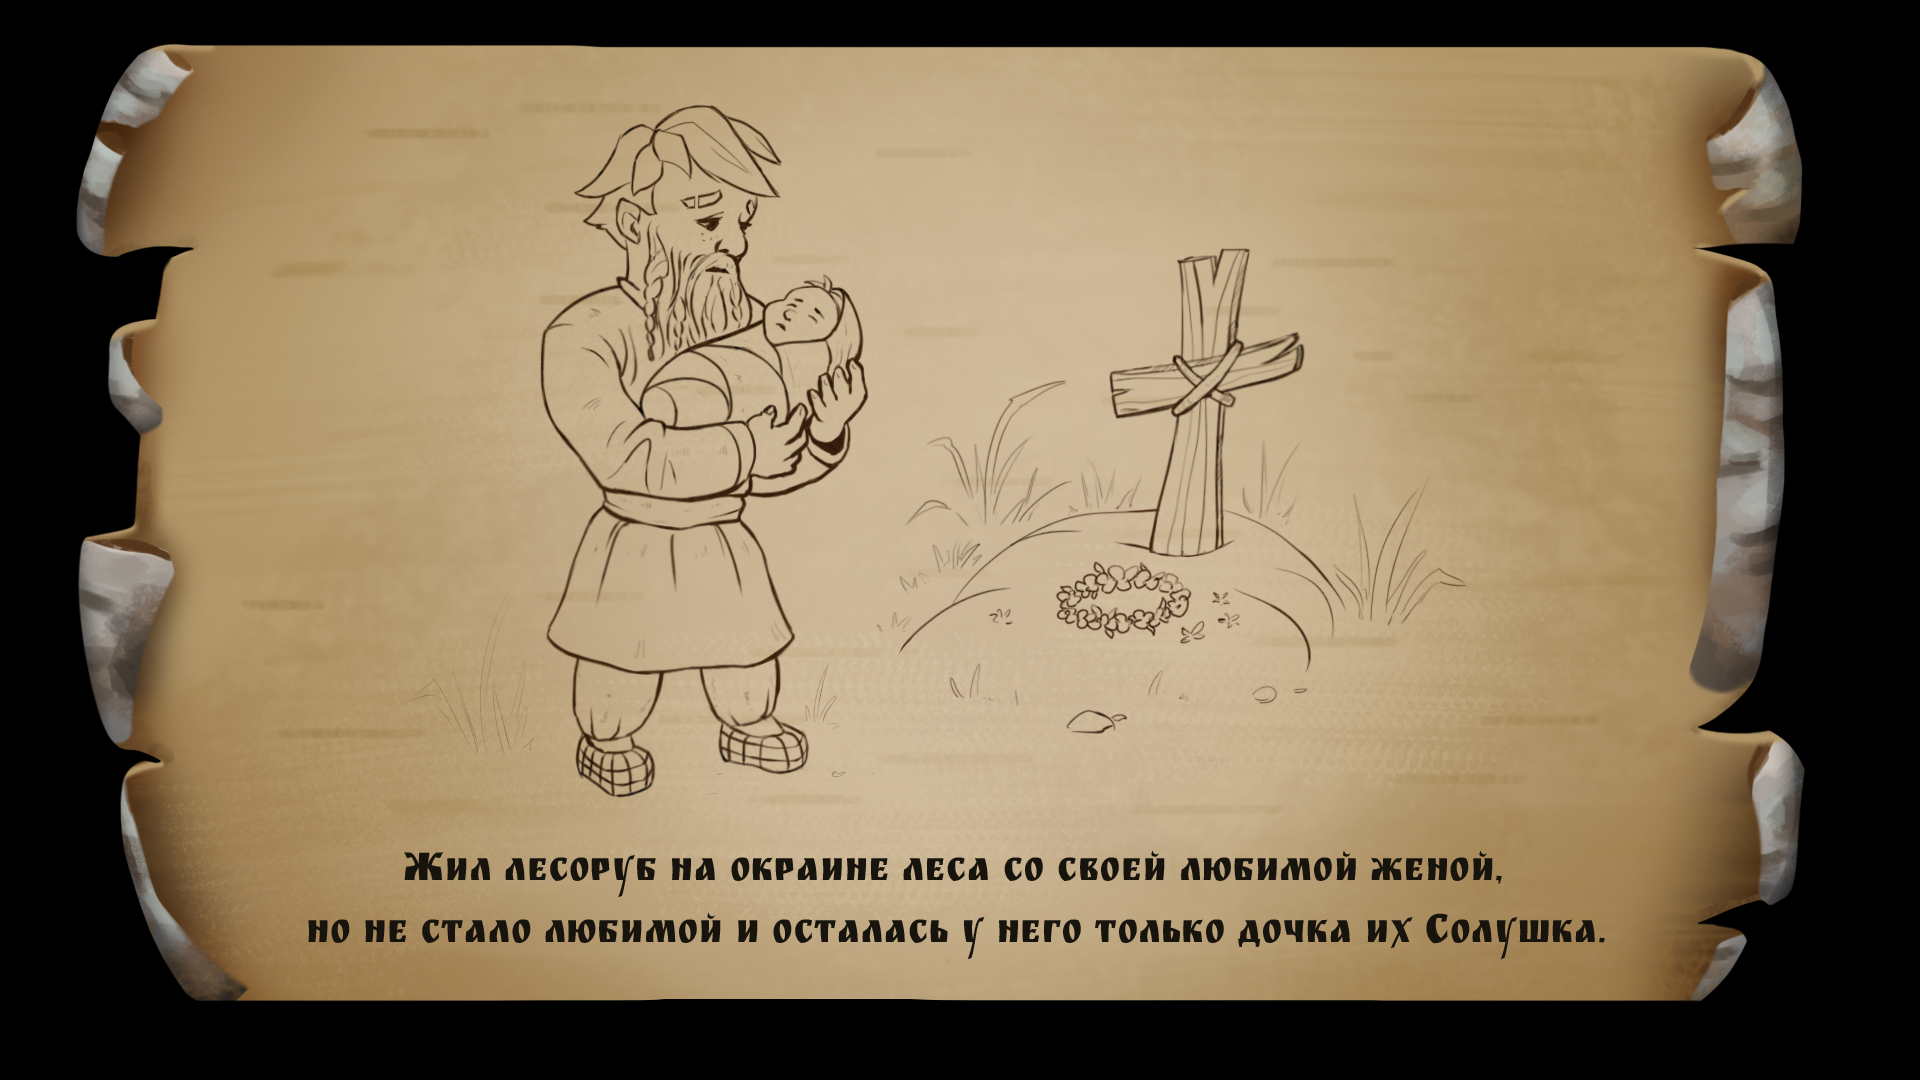 Жил лесоруб на окраине леса со своей любимой женой,
но не стало любимой и осталась у него только дочка их Солушка.